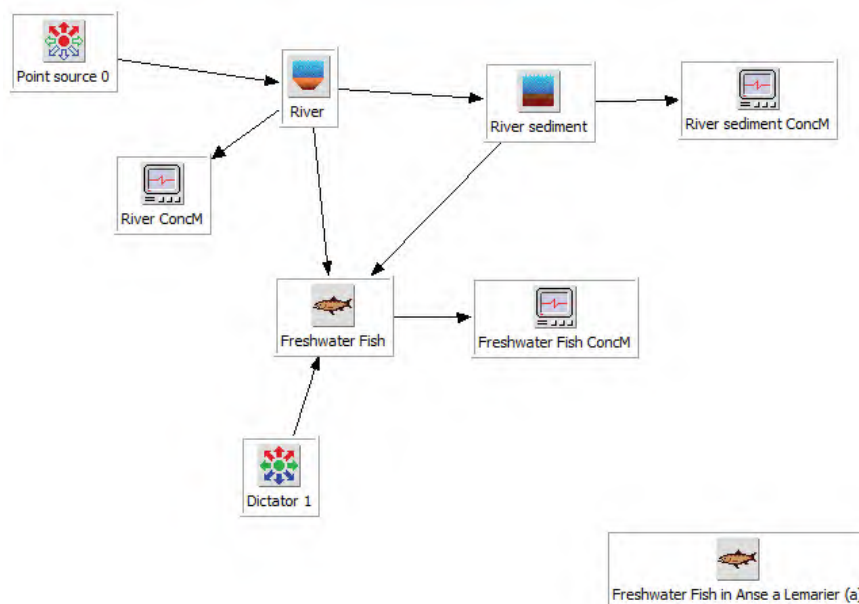 Point source 0
River
River sediment
River sediment ConcM
River ConcM
Freshwater Fish
Freshwater Fish ConcM
Dictator 1
Freshwater Fish in Anse a Lemarier (a)